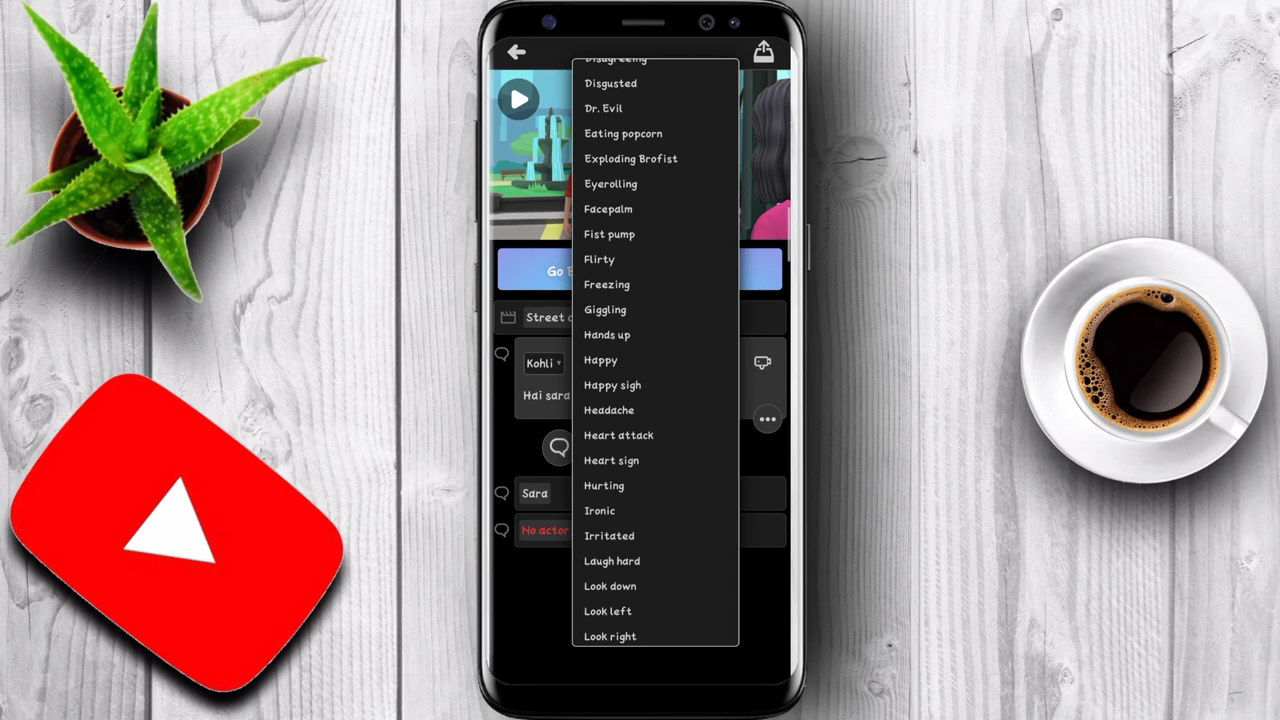 Disagreeing
Disgusted
Dr. Evil
Eating popcorn
Exploding Brofist
Eyerolling
Facepalm
Fist pump
Flirty
Go
Freezing
Giggling
Street
Hands up
Happy
Kohli
Happy sigh
Hai sara
Headache
Heart attack
Heart sign
Hurting
Sara
Ironic
No actor
Irritated
Laugh hard
Look down
Look left
Look right